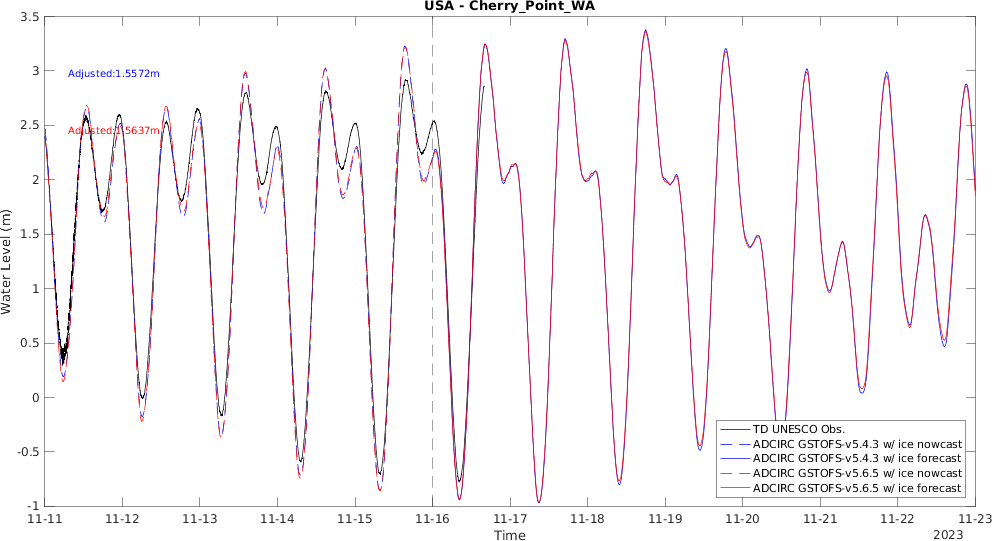 USA - Cherry_Point_WA
3.5
3
2.5
2
1.5
1
0.5
0
-0.5
-1
Water Level (m)
Adjusted:1.5572m
Adjusted:1.5637m
TD UNESCO Obs.
ADCIRC GSTOFS-v5.4.3 w/ ice nowcast
ADCIRC GSTOFS-v5.4.3 w/ ice forecast
ADCIRC GSTOFS-v5.6.5 w/ ice nowcast
ADCIRC GSTOFS-v5.6.5 w/ ice forecast
11-11 11-12 11-13 11-14 11-15 11-16 11-17 11-18 11-19 11-20 11-21 11-22 11-23
Time
2023